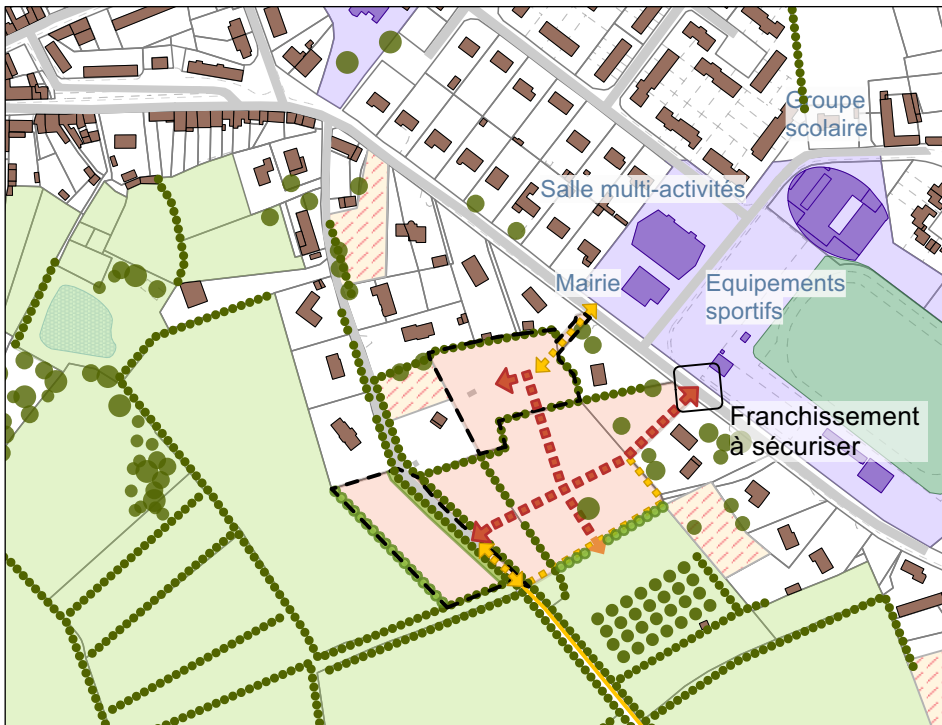 Groupe
scolaire
Salle multi-activités
Mairie
Equipements
sportifs
Franchissement
à sécuriser